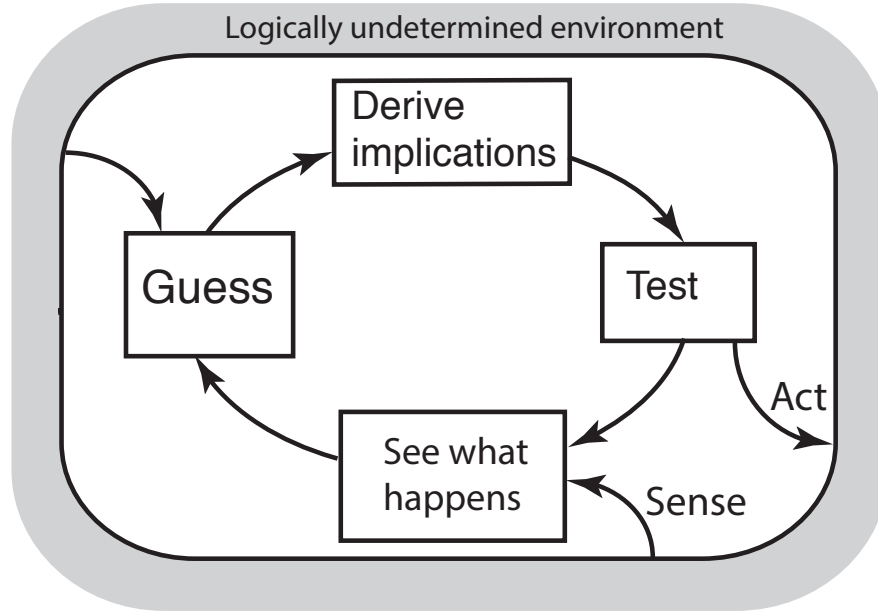 Logically undetermined environment
Derive
implications
Guess
Test
Act
See what
happens
Sense